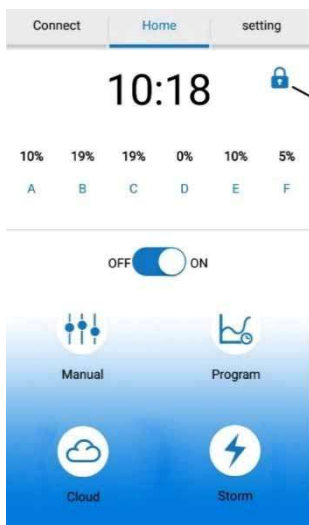 Connect Home setting
10:18
10% 19% 19% 0% 10% 5%
A B C D E F
OFF ON
Manual Program
Cloud Storm